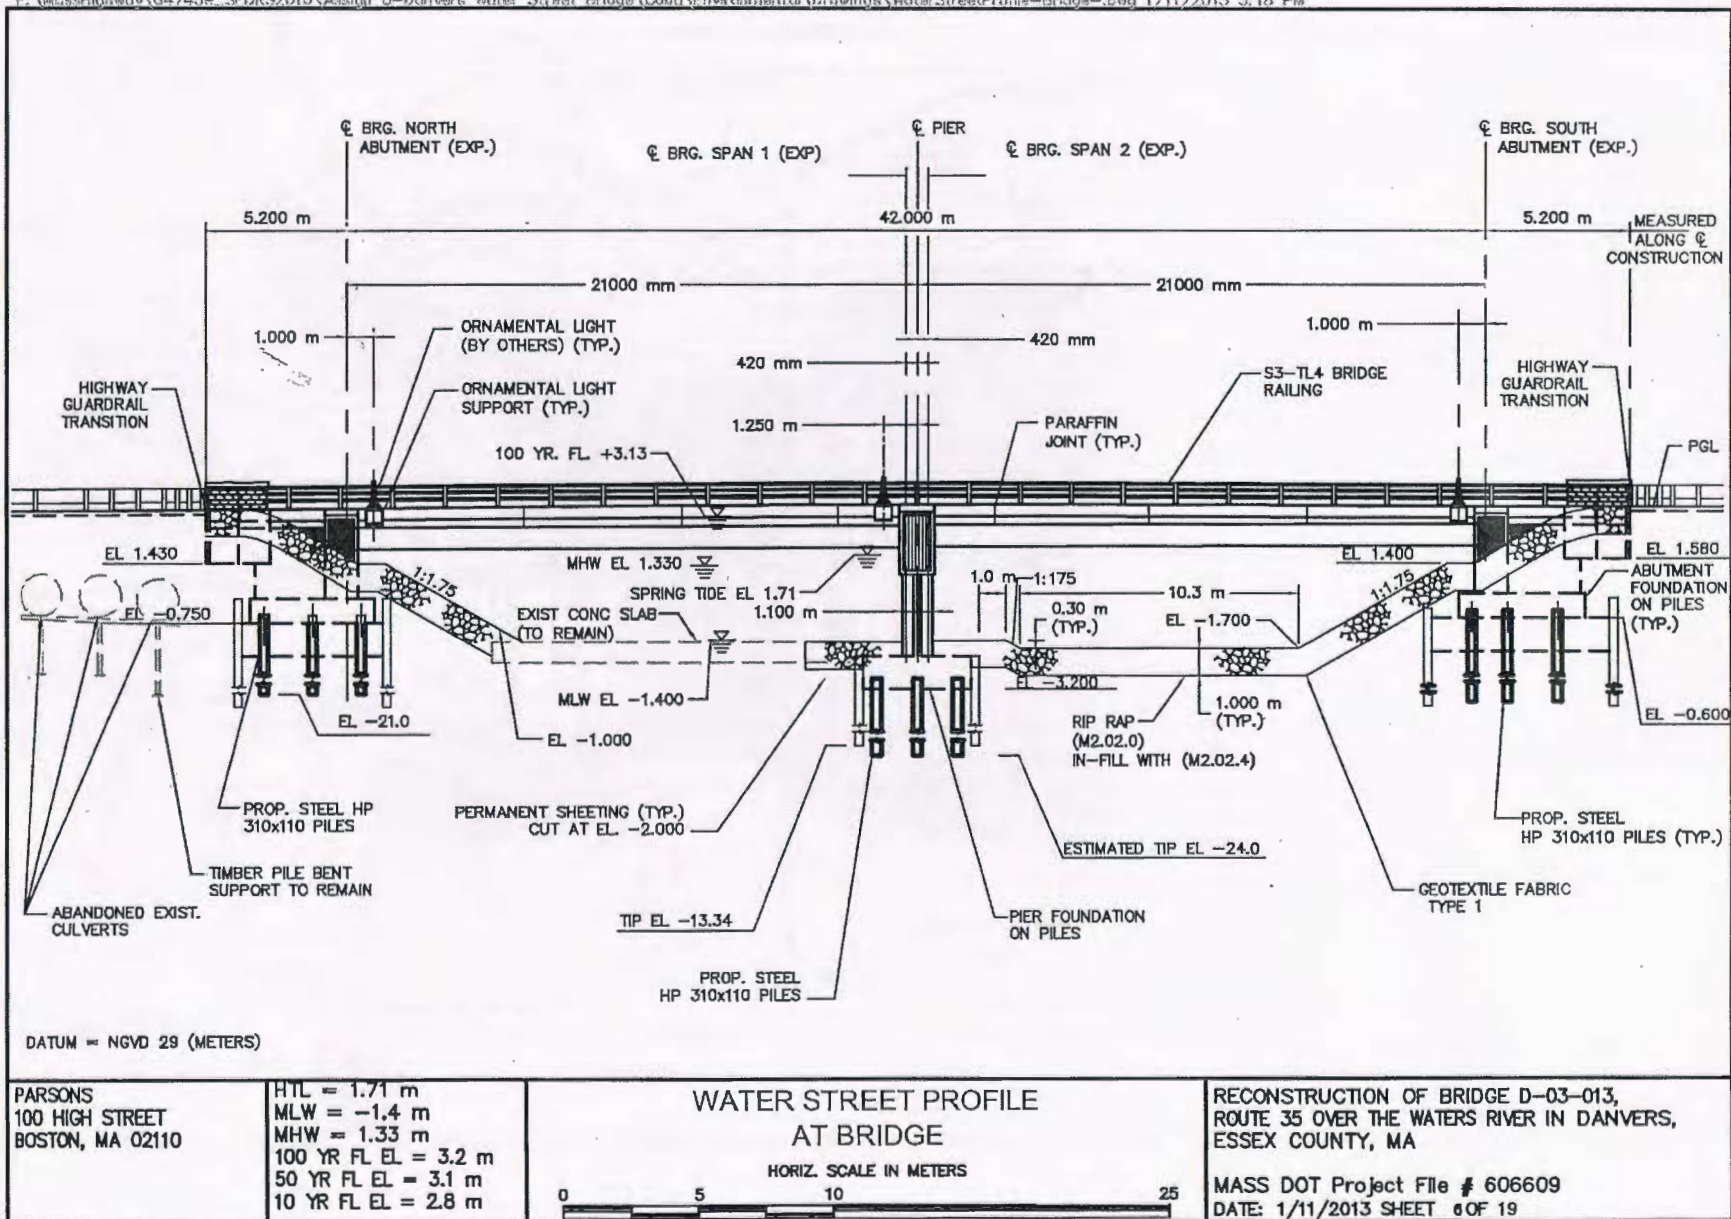 ℄ BRG. NORTH
ABUTMENT (EXP.)
℄ BRG. SPAN 1 (EXP)
℄ PIER
℄ BRG. SPAN 2 (EXP.)
℄ BRG. SOUTH
ABUTMENT (EXP.)
5.200 m
42.000 m
5.200 m
MEASURED
ALONG ℄
CONSTRUCTION
21000 mm
21000 mm
1.000 m
ORNAMENTAL LIGHT
(BY OTHERS) (TYP.)
420 mm
420 mm
1.000 m
HIGHWAY
GUARDRAIL
TRANSITION
ORNAMENTAL LIGHT
SUPPORT (TYP.)
S3-TL4 BRIDGE
RAILING
HIGHWAY
GUARDRAIL
TRANSITION
1.250 m
PARAFFIN
JOINT (TYP.)
100 YR. FL. +3.13
PGL
EL 1.430
MHW EL 1.330
SPRING TIDE EL 1.71
EL 1.400
EL 1.580
1:1.75
1.0 m
1:175
10.3 m
1:1.75
ABUTMENT
FOUNDATION
ON PILES
(TYP.)
EL -0.750
EXIST CONC SLAB
(TO REMAIN)
1.100 m
0.30 m
(TYP.)
EL -1.700
MLW EL -1.400
EL -3.200
EL -21.0
EL -1.000
RIP RAP
(M2.02.0)
IN-FILL WITH (M2.02.4)
1.000 m
(TYP.)
EL -0.600
PROP. STEEL HP
310x110 PILES
PERMANENT SHEETING (TYP.)
CUT AT EL. -2.000
ESTIMATED TIP EL -24.0
PROP. STEEL
HP 310x110 PILES (TYP.)
TIMBER PILE BENT
SUPPORT TO REMAIN
GEOTEXTILE FABRIC
TYPE 1
ABANDONED EXIST.
CULVERTS
TIP EL -13.34
PIER FOUNDATION
ON PILES
PROP. STEEL
HP 310x110 PILES
DATUM = NGVD 29 (METERS)
PARSONS
100 HIGH STREET
BOSTON, MA 02110
HTL = 1.71 m
MLW = -1.4 m
MHW = 1.33 m
100 YR FL EL = 3.2 m
50 YR FL EL = 3.1 m
10 YR FL EL = 2.8 m
WATER STREET PROFILE
AT BRIDGE
HORIZ. SCALE IN METERS
0 5 10 25
RECONSTRUCTION OF BRIDGE D-03-013,
ROUTE 35 OVER THE WATERS RIVER IN DANVERS,
ESSEX COUNTY, MA
MASS DOT Project File # 606609
DATE: 1/11/2013 SHEET 6 OF 19